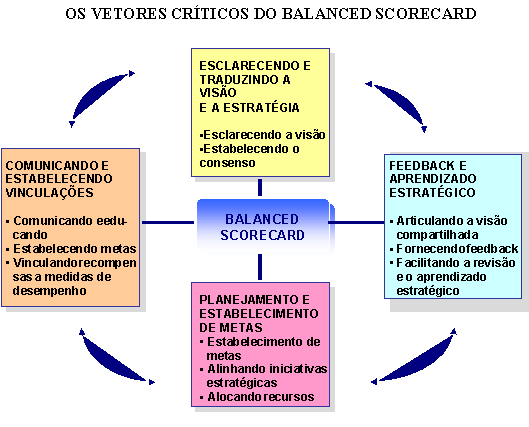 OS VETORES CRÍTICOS DO BALANCED SCORECARD
ESCLARECENDO E
TRADUZINDO A
VISÃO
E A ESTRATÉGIA
▪Esclarecendo a visão
▪Estabelecendo o
consenso
COMUNICANDO E
ESTABELECENDO
VINCULAÇÕES
▪ Comunicando eedu-
cando
▪ Estabelecendo metas
▪ Vinculandorecompen
sas a medidas de
desempenho
BALANCED
SCORECARD
FEEDBACK E
APRENDIZADO
ESTRATÉGICO
▪ Articulando a visão
compartilhada
▪ Fornecendofeedback
▪ Facilitando a revisão
e o aprendizado
estratégico
PLANEJAMENTO E
ESTABELECIMENTO
DE METAS
▪ Estabelecimento de
metas
▪ Alinhando iniciativas
estratégicas
▪ Alocando recursos